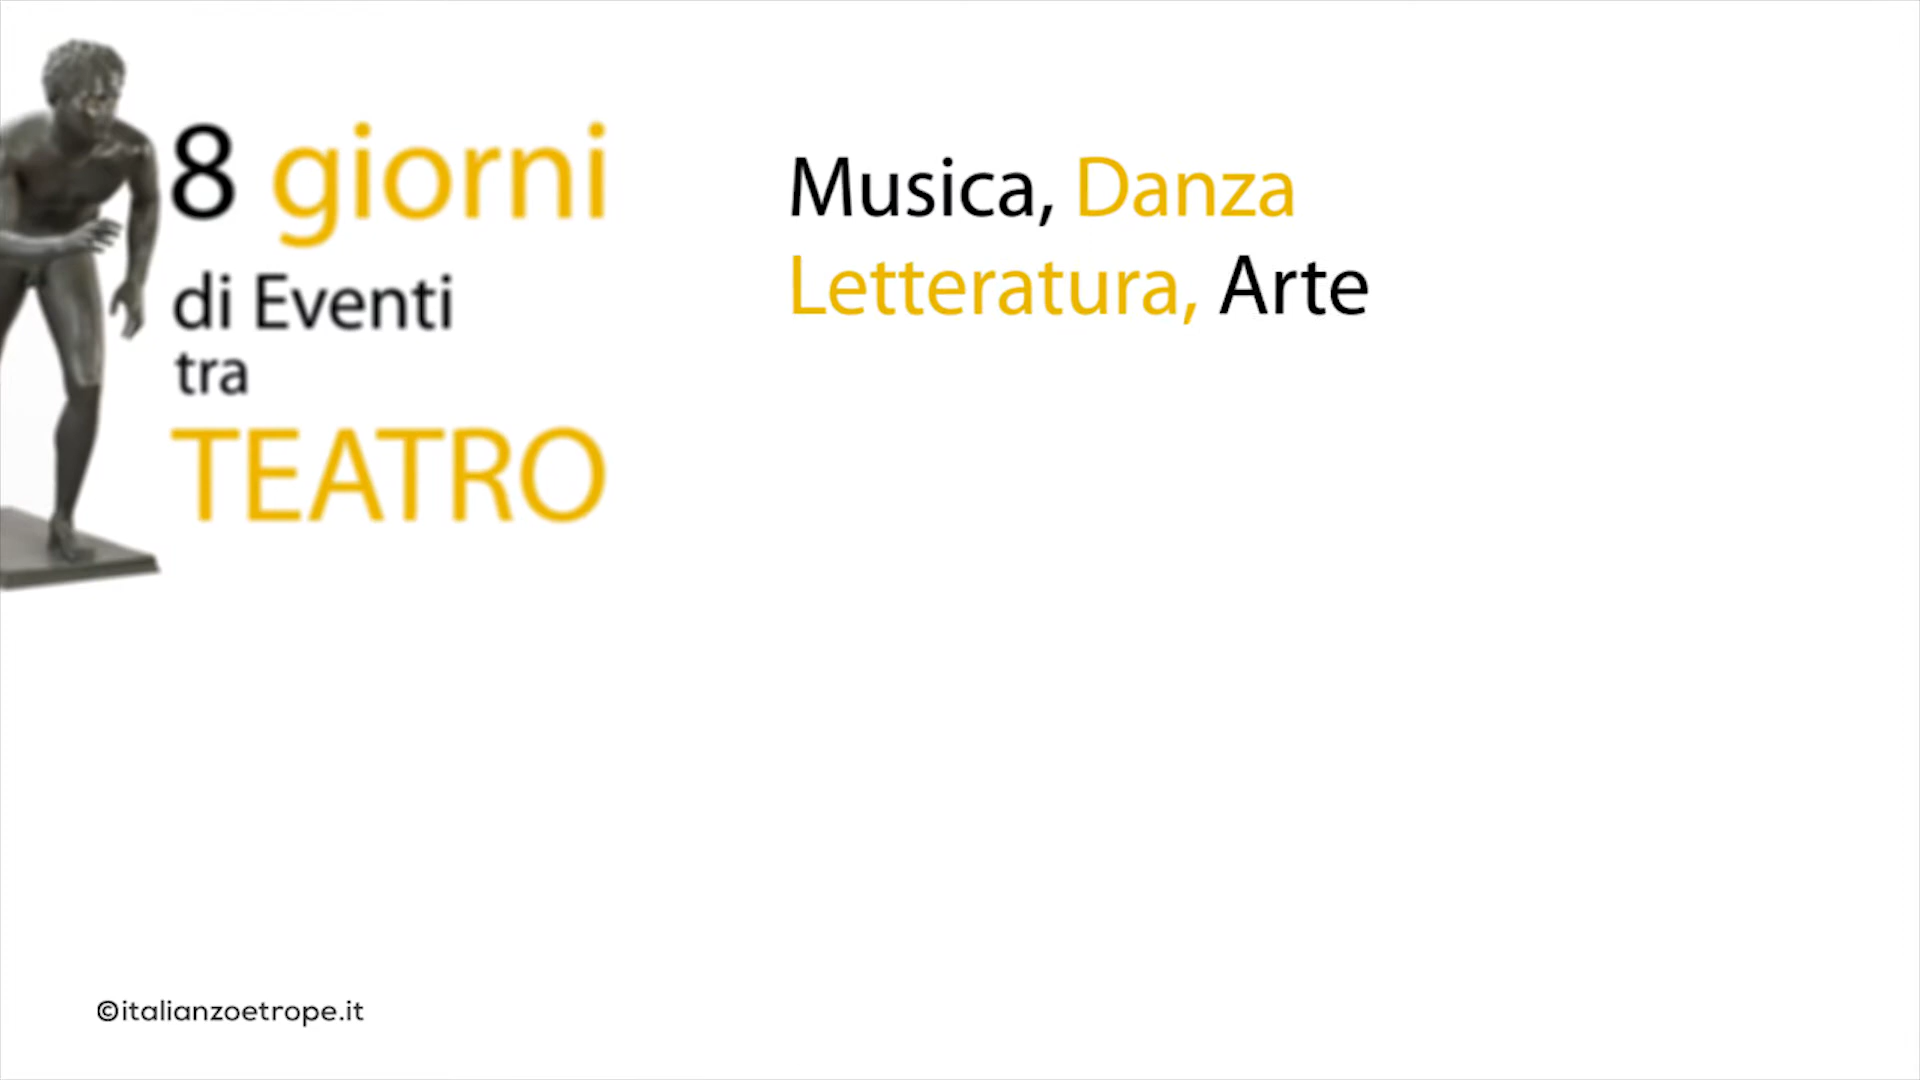 8 giorni
di Eventi
tra
TEATRO
Musica, Danza
Letteratura, Arte
©italianzoetrope.it